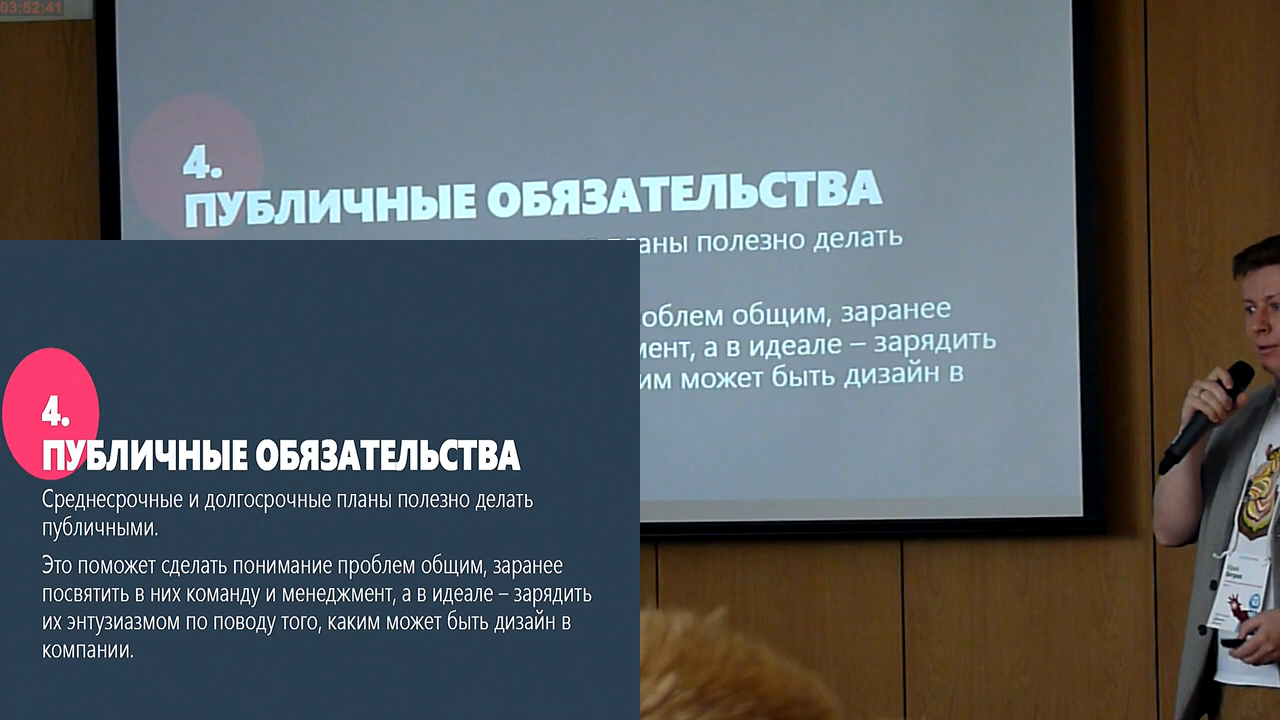 03:52:41
4.
ПУБЛИЧНЫЕ ОБЯЗАТЕЛЬСТВА
планы полезно делать
облем общим, заранее
мент, а в идеале – зарядить
им может быть дизайн в
4.
ПУБЛИЧНЫЕ ОБЯЗАТЕЛЬСТВА
Среднесрочные и долгосрочные планы полезно делать
публичными.
Это поможет сделать понимание проблем общим, заранее
посвятить в них команду и менеджмент, а в идеале – зарядить
их энтузиазмом по поводу того, каким может быть дизайн в
компании.